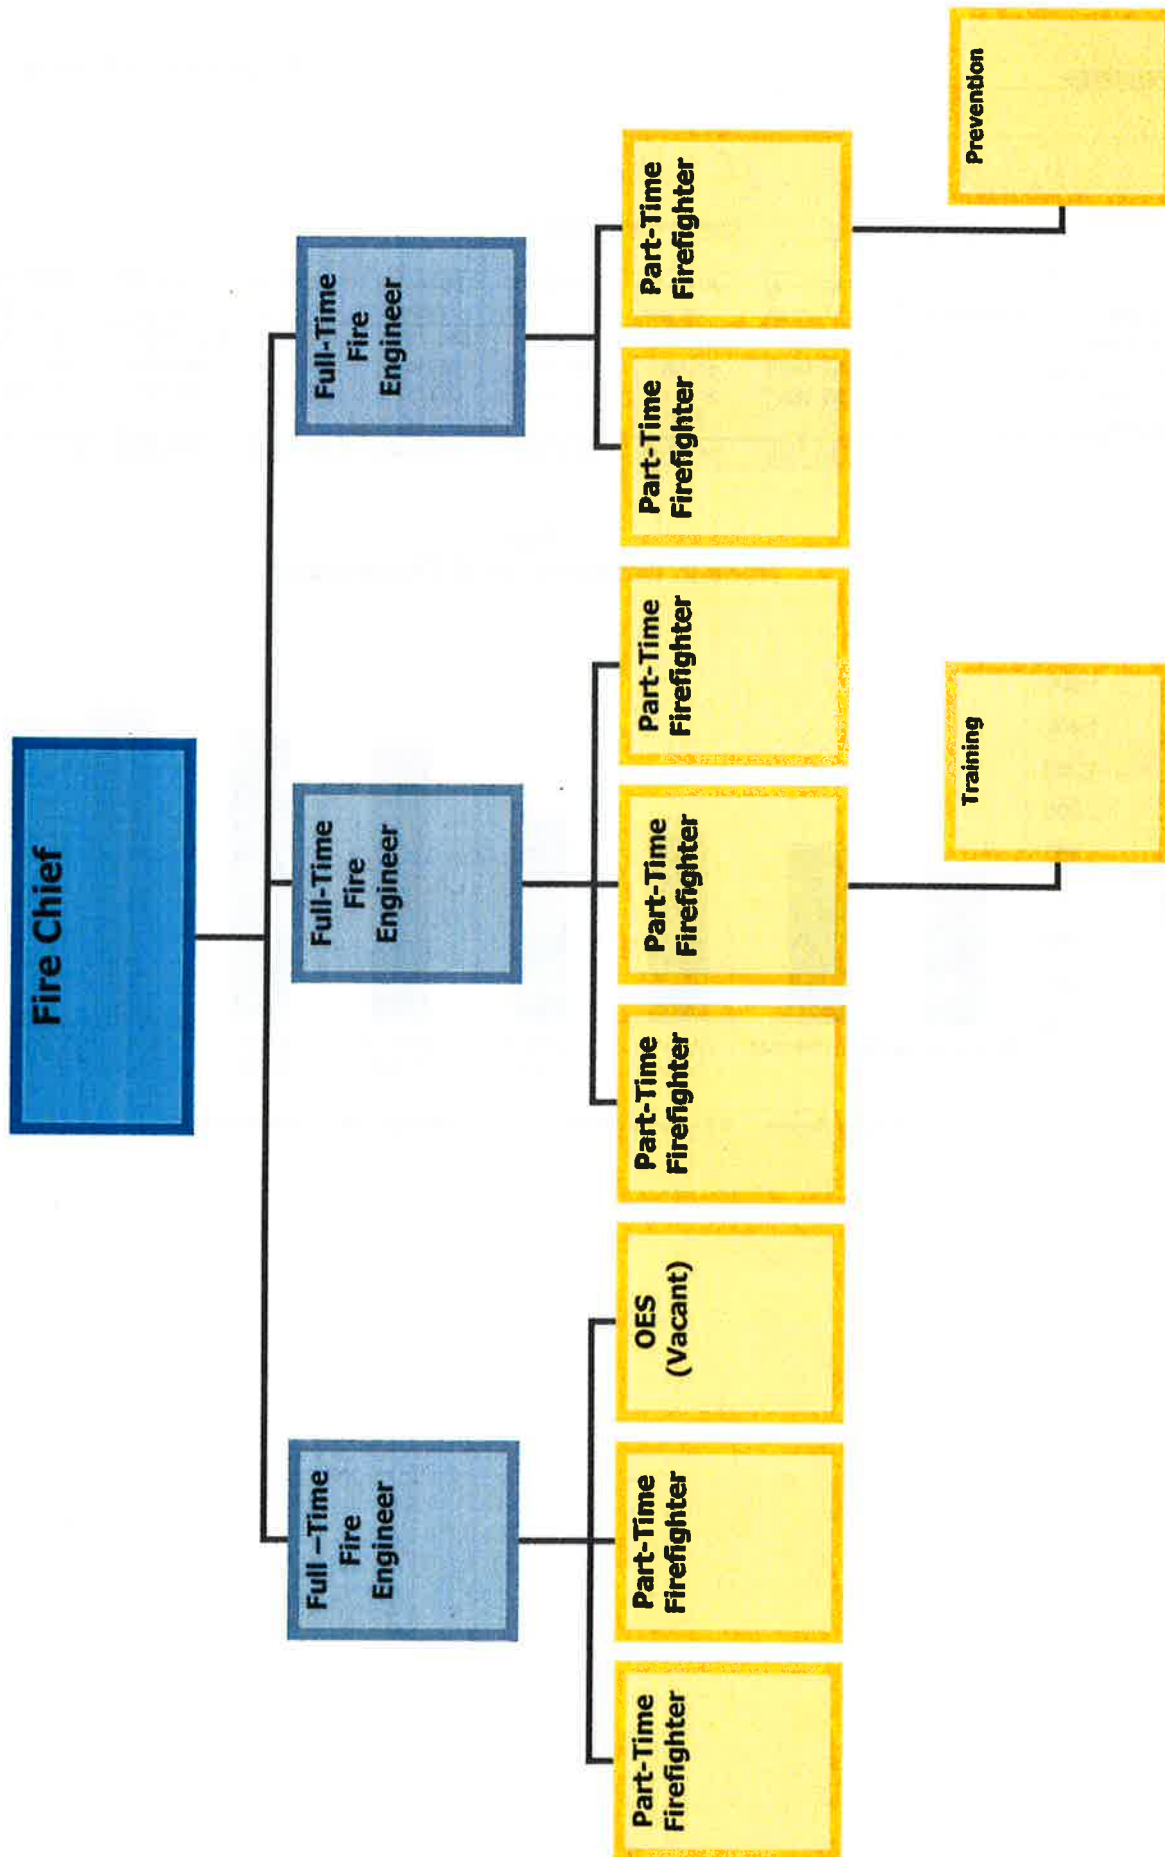 Fire Chief
Full –Time
Fire
Engineer
Full-Time
Fire
Engineer
Full-Time
Fire
Engineer
Part-Time
Firefighter
Part-Time
Firefighter
OES
(Vacant)
Part-Time
Firefighter
Part-Time
Firefighter
Part-Time
Firefighter
Part-Time
Firefighter
Part-Time
Firefighter
Training
Prevention